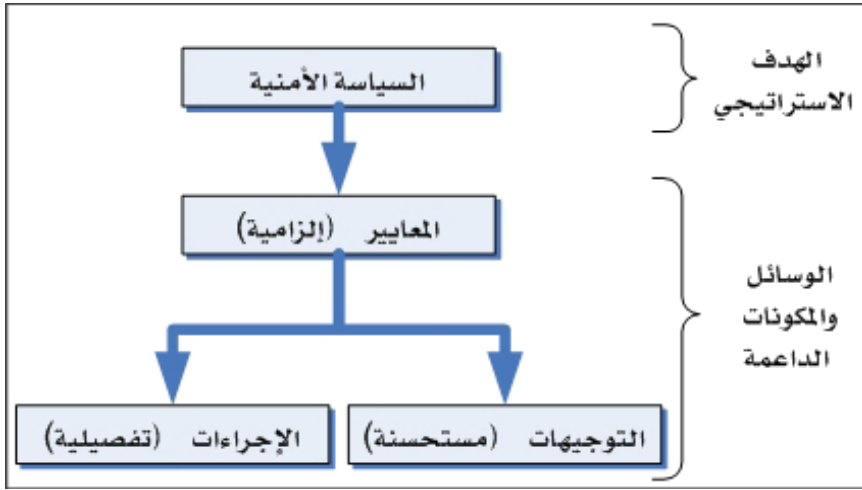 السياسة الأمنية
الهدف
الاستراتيجي
المعايير (إلزامية)
الوسائل
والمكونات
الداعمة
التوجيهات (مستحسنة)
الإجراءات (تفصيلية)